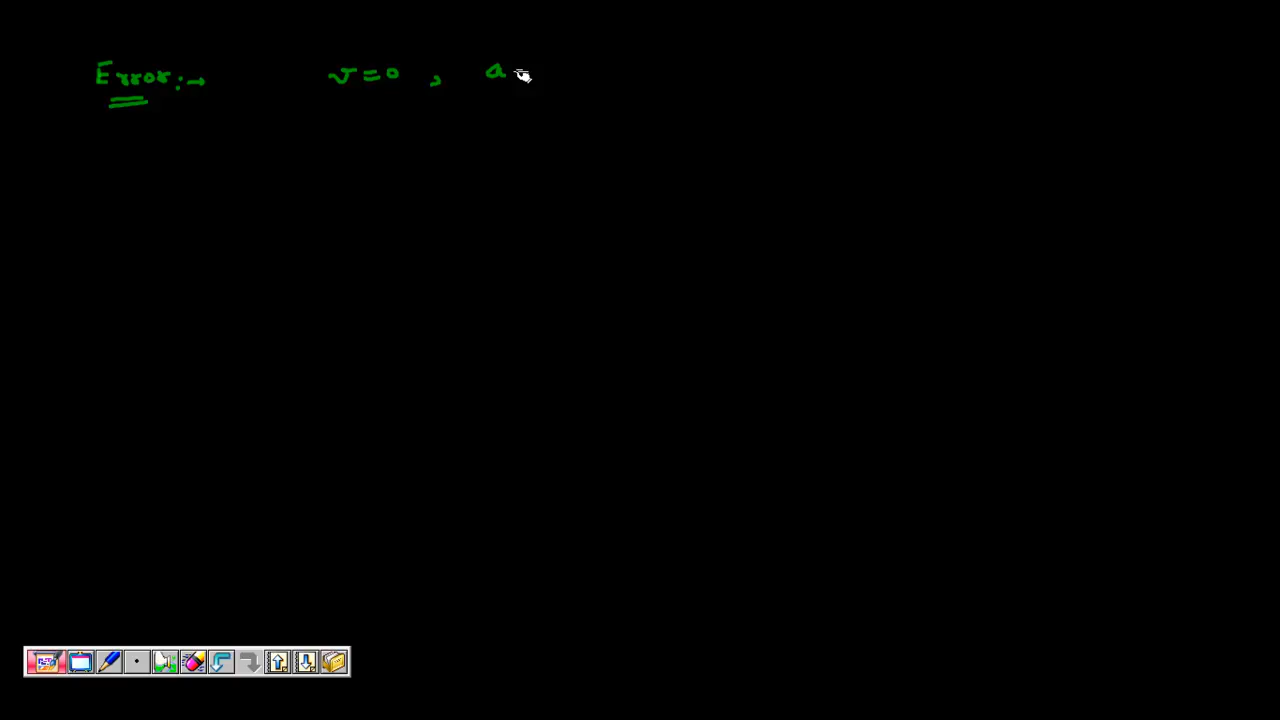 Error:→ v=0 , a =